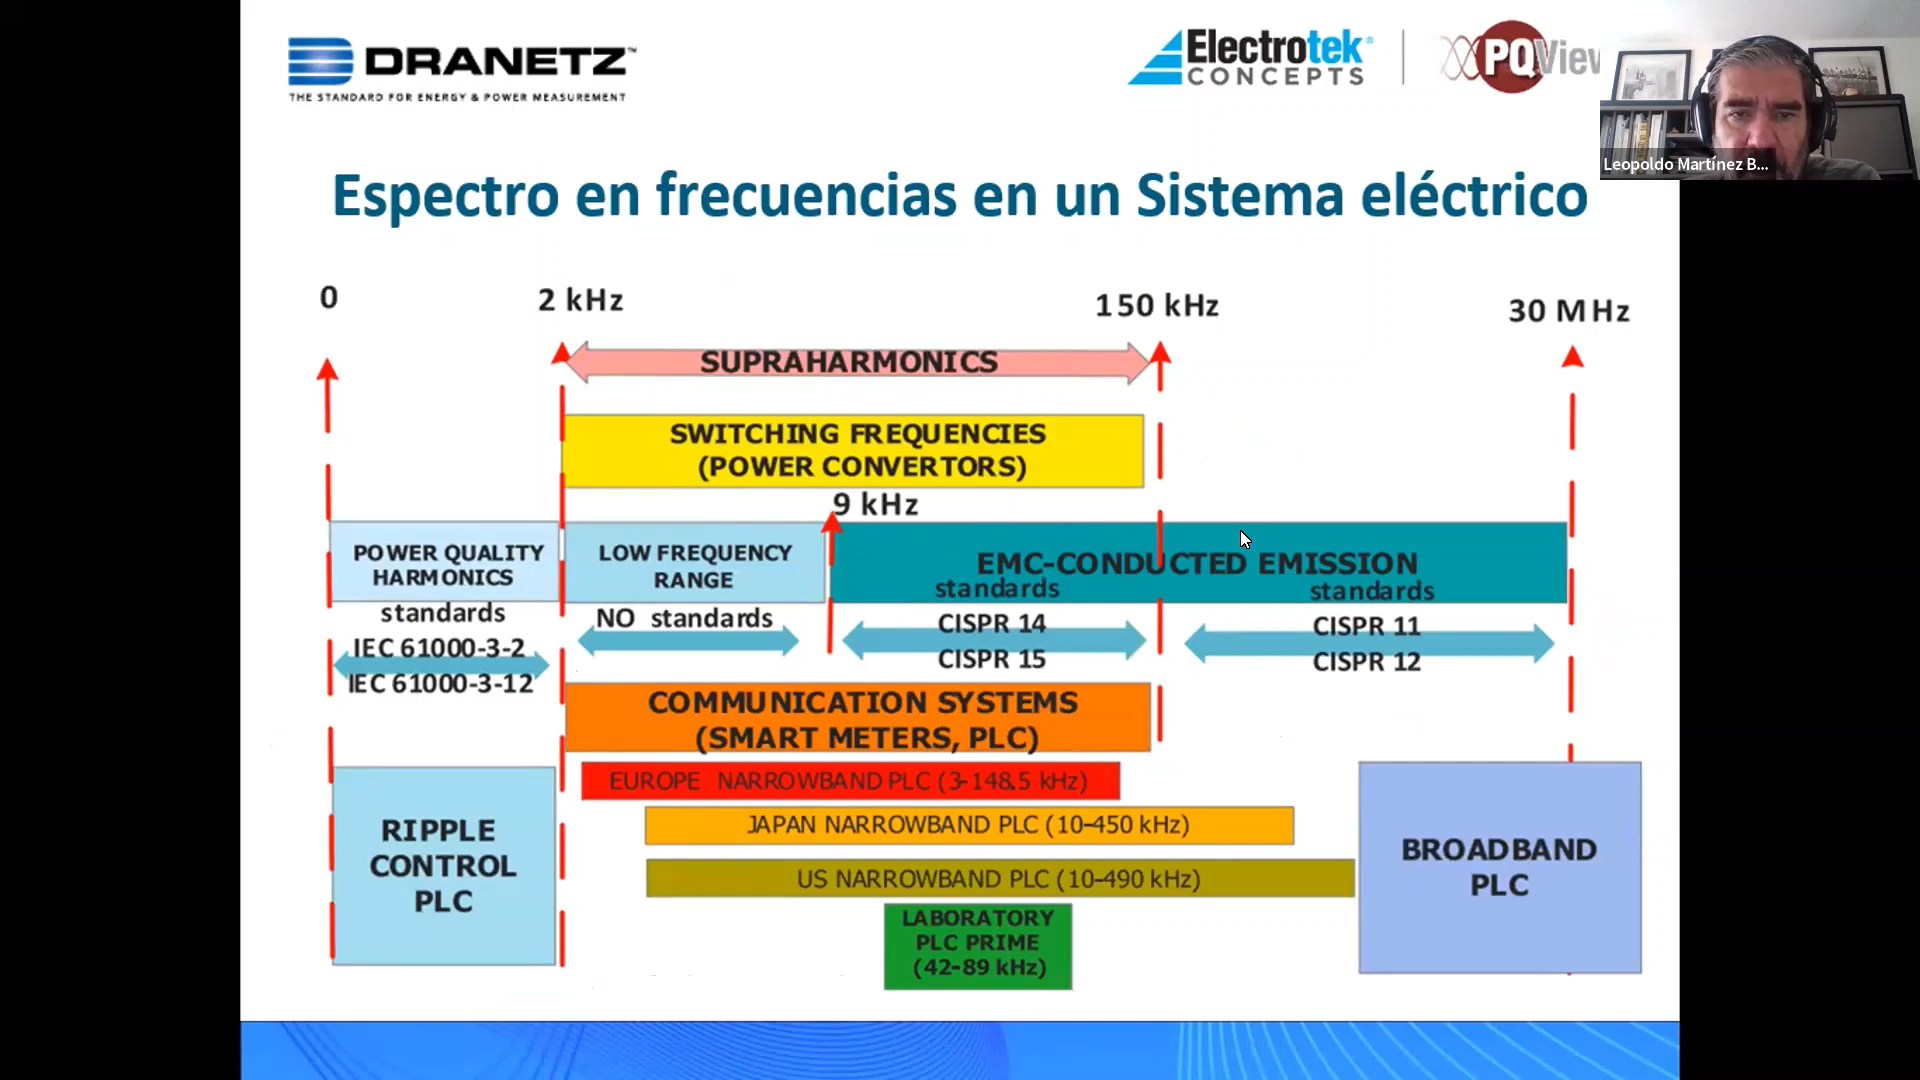 DRANETZ™
THE STANDARD FOR ENERGY & POWER MEASUREMENT
Electrotek®
CONCEPTS
PQView
Leopoldo Martínez B...
Espectro en frecuencias en un Sistema eléctrico
0
2 kHz
150 kHz
30 MHz
SUPRAHARMONICS
SWITCHING FREQUENCIES
(POWER CONVERTORS)
9 kHz
POWER QUALITY
HARMONICS
standards
IEC 61000-3-2
IEC 61000-3-12
LOW FREQUENCY
RANGE
NO standards
EMC-CONDUCTED EMISSION
standards
CISPR 14
CISPR 15
standards
CISPR 11
CISPR 12
COMMUNICATION SYSTEMS
(SMART METERS, PLC)
EUROPE NARROWBAND PLC (3-148.5 kHz)
JAPAN NARROWBAND PLC (10-450 kHz)
US NARROWBAND PLC (10-490 kHz)
LABORATORY
PLC PRIME
(42-89 kHz)
RIPPLE
CONTROL
PLC
BROADBAND
PLC